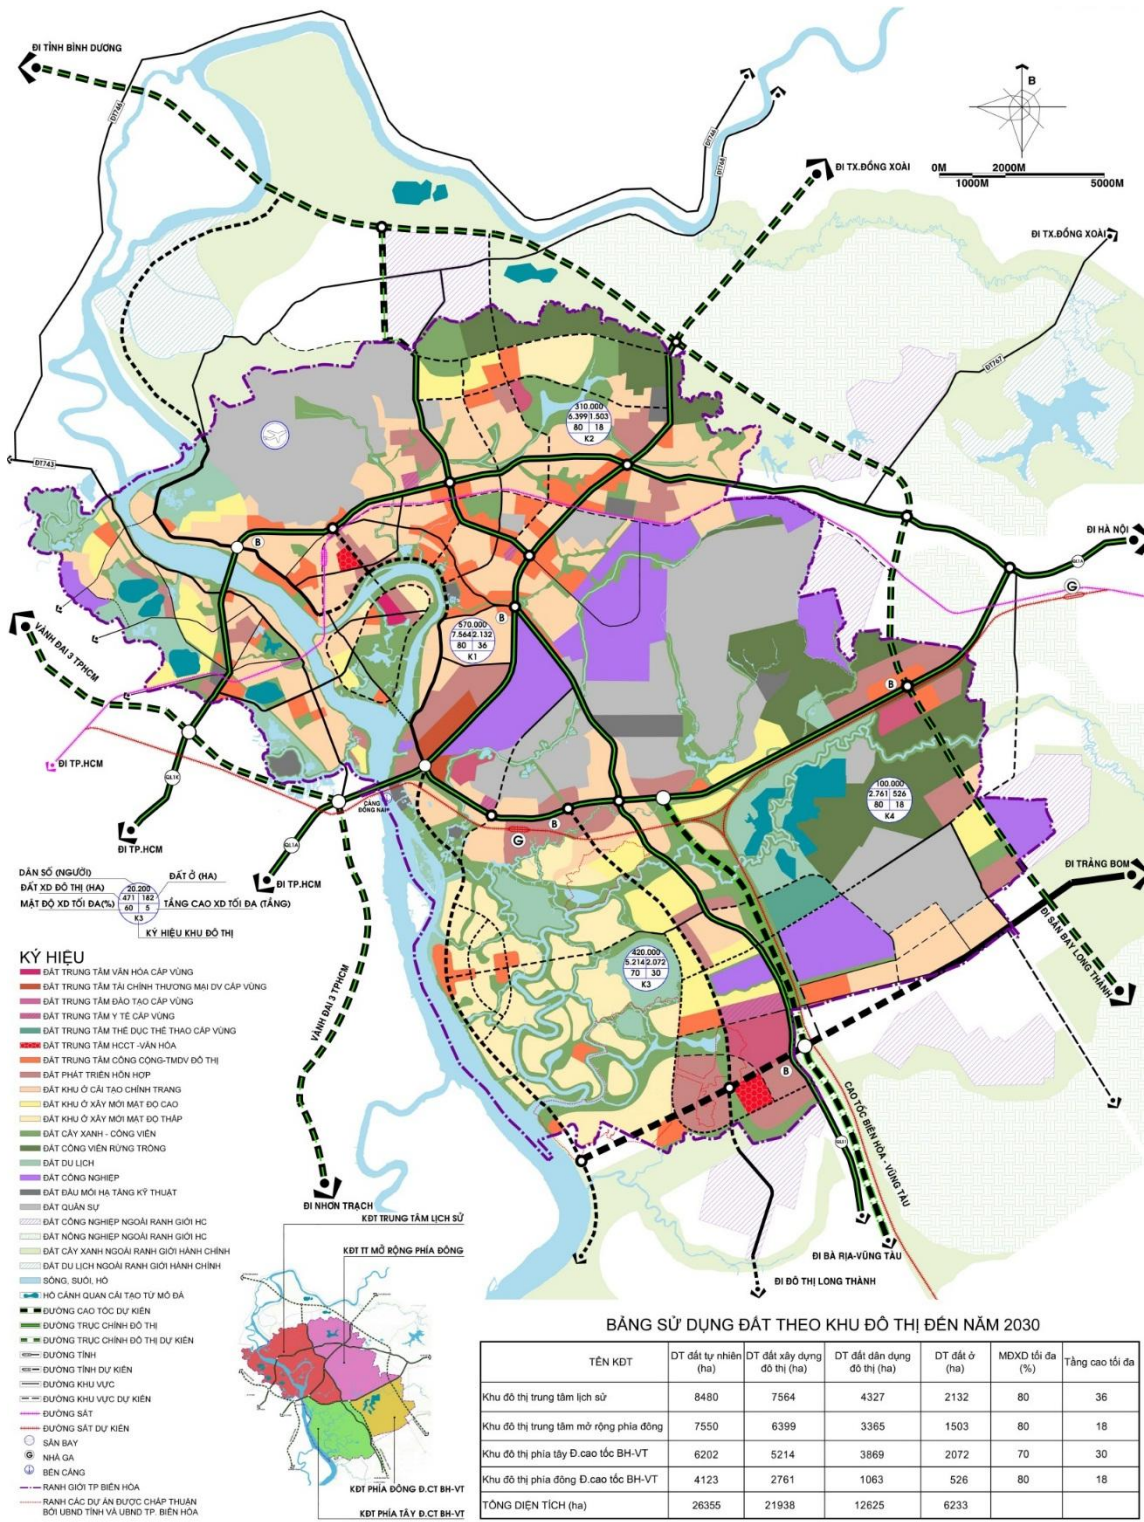 ĐI TỈNH BÌNH DƯƠNG
B
0M 2000M
1000M 5000M
ĐI TX.ĐỒNG XOÀI
ĐI TX.ĐỒNG XOÀI
ĐT746
ĐT746
ĐT768
ĐT767
ĐT743
310.000
6.399 1.503
80 18
K2
ĐI HÀ NỘI
QL1A
G
B
B
570.000
7.564 2.132
80 36
K1
VÀNH ĐAI 3 TPHCM
B
ĐI TP.HCM
QL1K
CẢNG
ĐỒNG NAI
100.000
2.761 526
80 18
K4
B
G
ĐI TP.HCM
QL1A
ĐI TP.HCM
ĐI TRẢNG BOM
ĐI SÂN BAY LONG THÀNH
DÂN SỐ (NGƯỜI)
ĐẤT XD ĐÔ THỊ (HA)
ĐẤT Ở (HA)
MẬT ĐỘ XD TỐI ĐA(%)
20.200
471 182
60 5
K3
TẦNG CAO XD TỐI ĐA (TẦNG)
KÝ HIỆU KHU ĐÔ THỊ
420.000
5.214 2.072
70 30
K3
VÀNH ĐAI 3 TPHCM
B
CAO TỐC BIÊN HÒA - VŨNG TÀU
QL51
ĐI NHƠN TRẠCH
ĐI BÀ RỊA-VŨNG TÀU
ĐI ĐÔ THỊ LONG THÀNH
KÝ HIỆU
ĐẤT TRUNG TÂM VĂN HÓA CẤP VÙNG
ĐẤT TRUNG TÂM TÀI CHÍNH THƯƠNG MẠI DV CẤP VÙNG
ĐẤT TRUNG TÂM ĐÀO TẠO CẤP VÙNG
ĐẤT TRUNG TÂM Y TẾ CẤP VÙNG
ĐẤT TRUNG TÂM THỂ DỤC THỂ THAO CẤP VÙNG
ĐẤT TRUNG TÂM HCCT -VĂN HÓA
ĐẤT TRUNG TÂM CÔNG CỘNG-TMDV ĐÔ THỊ
ĐẤT PHÁT TRIỂN HỖN HỢP
ĐẤT KHU Ở CẢI TẠO CHỈNH TRANG
ĐẤT KHU Ở XÂY MỚI MẬT ĐỘ CAO
ĐẤT KHU Ở XÂY MỚI MẬT ĐỘ THẤP
ĐẤT CÂY XANH - CÔNG VIÊN
ĐẤT CÔNG VIÊN RỪNG TRỒNG
ĐẤT DU LỊCH
ĐẤT CÔNG NGHIỆP
ĐẤT ĐẦU MỐI HẠ TẦNG KỸ THUẬT
ĐẤT QUÂN SỰ
ĐẤT CÔNG NGHIỆP NGOÀI RANH GIỚI HC
ĐẤT NÔNG NGHIỆP NGOÀI RANH GIỚI HC
ĐẤT CÂY XANH NGOÀI RANH GIỚI HÀNH CHÍNH
ĐẤT DU LỊCH NGOÀI RANH GIỚI HÀNH CHÍNH
SÔNG, SUỐI, HỒ
HỒ CẢNH QUAN CẢI TẠO TỪ MỎ ĐÁ
ĐƯỜNG CAO TỐC DỰ KIẾN
ĐƯỜNG TRỤC CHÍNH ĐÔ THỊ
ĐƯỜNG TRỤC CHÍNH ĐÔ THỊ DỰ KIẾN
ĐƯỜNG TỈNH
ĐƯỜNG TỈNH DỰ KIẾN
ĐƯỜNG KHU VỰC
ĐƯỜNG KHU VỰC DỰ KIẾN
ĐƯỜNG SẮT
ĐƯỜNG SẮT DỰ KIẾN
SÂN BAY
G NHÀ GA
BẾN CẢNG
RANH GIỚI TP BIÊN HÒA
RANH CÁC DỰ ÁN ĐƯỢC CHẤP THUẬN
BỞI UBND TỈNH VÀ UBND TP. BIÊN HÒA
KĐT TRUNG TÂM LỊCH SỬ
KĐT TT MỞ RỘNG PHÍA ĐÔNG
KĐT PHÍA ĐÔNG Đ.CT BH-VT
KĐT PHÍA TÂY Đ.CT BH-VT
BẢNG SỬ DỤNG ĐẤT THEO KHU ĐÔ THỊ ĐẾN NĂM 2030
TÊN KĐT DT đất tự nhiên (ha) DT đất xây dựng đô thị (ha) DT đất dân dụng đô thị (ha) DT đất ở (ha) MĐXD tối đa (%) Tầng cao tối đa
Khu đô thị trung tâm lịch sử 8480 7564 4327 2132 80 36
Khu đô thị trung tâm mở rộng phía đông 7550 6399 3365 1503 80 18
Khu đô thị phía tây Đ.cao tốc BH-VT 6202 5214 3869 2072 70 30
Khu đô thị phía đông Đ.cao tốc BH-VT 4123 2761 1063 526 80 18
TỔNG DIỆN TÍCH (ha) 26355 21938 12625 6233